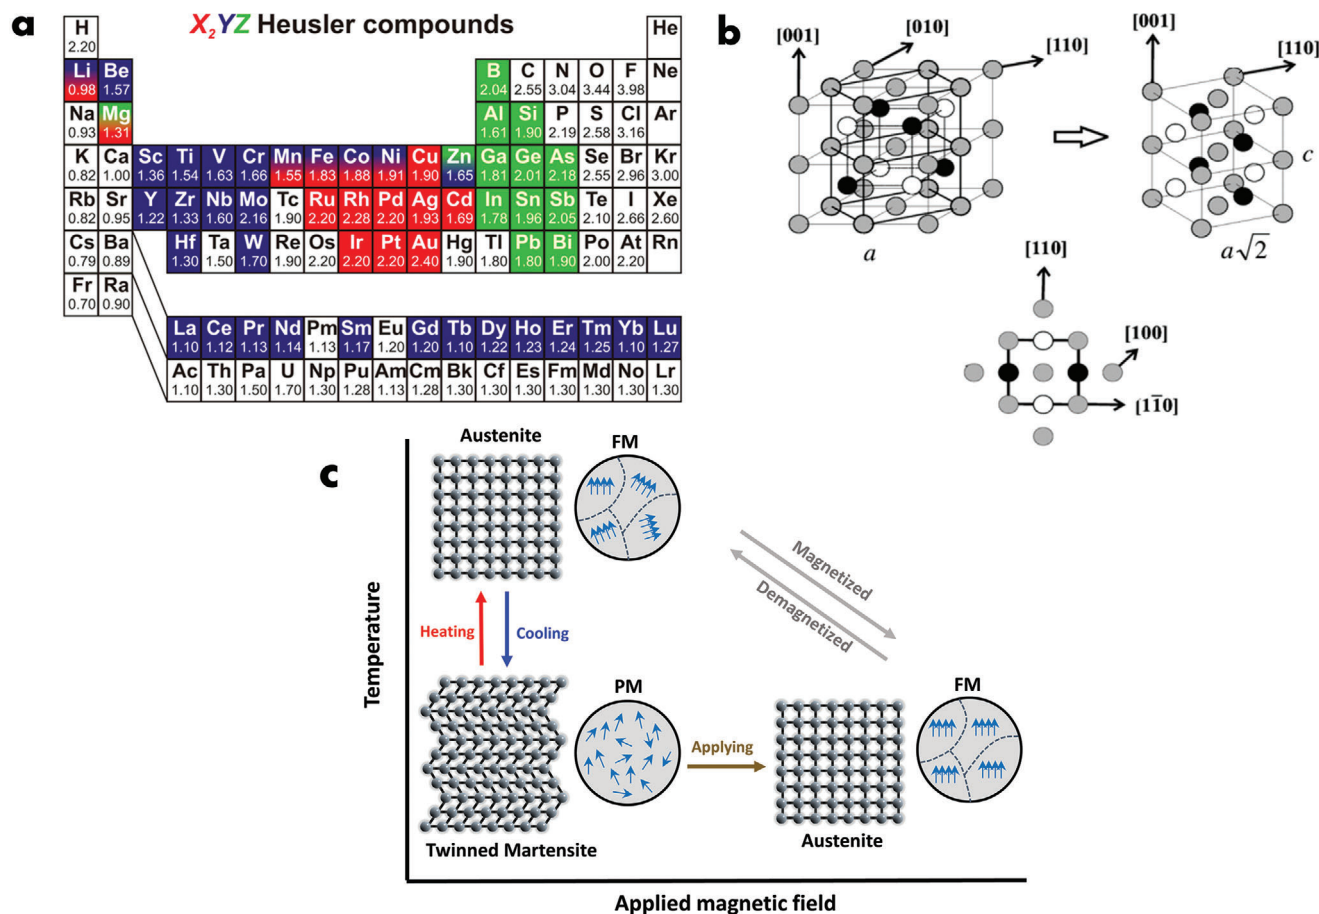 a
X₂YZ Heusler compounds
H He
2.20
Li Be B C N O F Ne
0.98 1.57 2.04 2.55 3.04 3.44 3.98
Na Mg Al Si P S Cl Ar
0.93 1.31 1.61 1.90 2.19 2.58 3.16
K Ca Sc Ti V Cr Mn Fe Co Ni Cu Zn Ga Ge As Se Br Kr
0.82 1.00 1.36 1.54 1.63 1.66 1.55 1.83 1.88 1.91 1.90 1.65 1.81 2.01 2.18 2.55 2.96 3.00
Rb Sr Y Zr Nb Mo Tc Ru Rh Pd Ag Cd In Sn Sb Te I Xe
0.82 0.95 1.22 1.33 1.60 2.16 1.90 2.20 2.28 2.20 1.93 1.69 1.78 1.96 2.05 2.10 2.66 2.60
Cs Ba Hf Ta W Re Os Ir Pt Au Hg Tl Pb Bi Po At Rn
0.79 0.89 1.30 1.50 1.70 1.90 2.20 2.20 2.20 2.40 1.90 1.80 1.80 1.90 2.00 2.20
Fr Ra
0.70 0.90
La Ce Pr Nd Pm Sm Eu Gd Tb Dy Ho Er Tm Yb Lu
1.10 1.12 1.13 1.14 1.13 1.17 1.20 1.20 1.10 1.22 1.23 1.24 1.25 1.10 1.27
Ac Th Pa U Np Pu Am Cm Bk Cf Es Fm Md No Lr
1.10 1.30 1.50 1.70 1.30 1.28 1.13 1.28 1.30 1.30 1.30 1.30 1.30 1.30 1.30
b
[001] [010] [110]
a
[001] [110]
c
a√2
[110]
[100]
[11̅0]
c
Temperature
Austenite FM
Heating Cooling
Magnetized
Demagnetized
PM
Applying
FM
Twinned Martensite
Austenite
Applied magnetic field